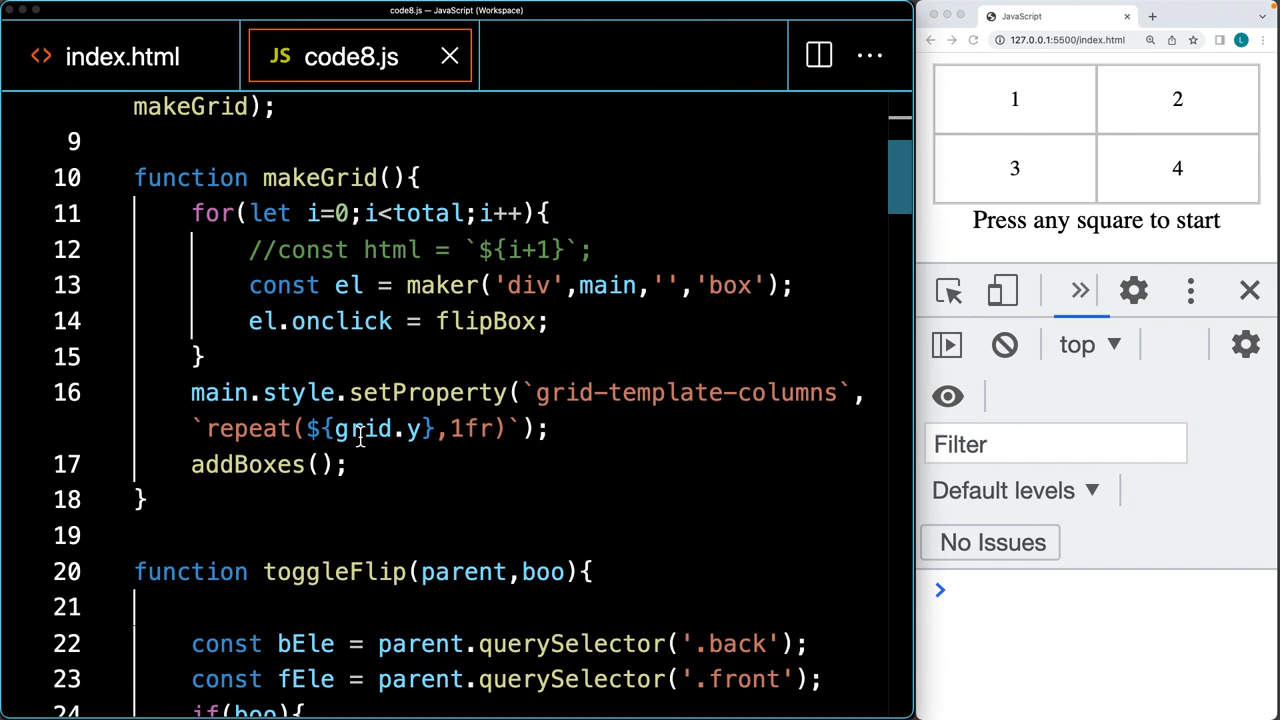 code8.js — JavaScript (Workspace)
<> index.html
JS code8.js
makeGrid);
9
10 function makeGrid(){
11 for(let i=0;i<total;i++){
12 //const html = `${i+1}`;
13 const el = maker('div',main,'','box');
14 el.onclick = flipBox;
15 }
16 main.style.setProperty(`grid-template-columns`,
`repeat(${grid.y},1fr)`);
17 addBoxes();
18 }
19
20 function toggleFlip(parent,boo){
21
22 const bEle = parent.querySelector('.back');
23 const fEle = parent.querySelector('.front');
24 if(boo){
JavaScript
127.0.0.1:5500/index.html
L
1 2
3 4
Press any square to start
top
Filter
Default levels
No Issues